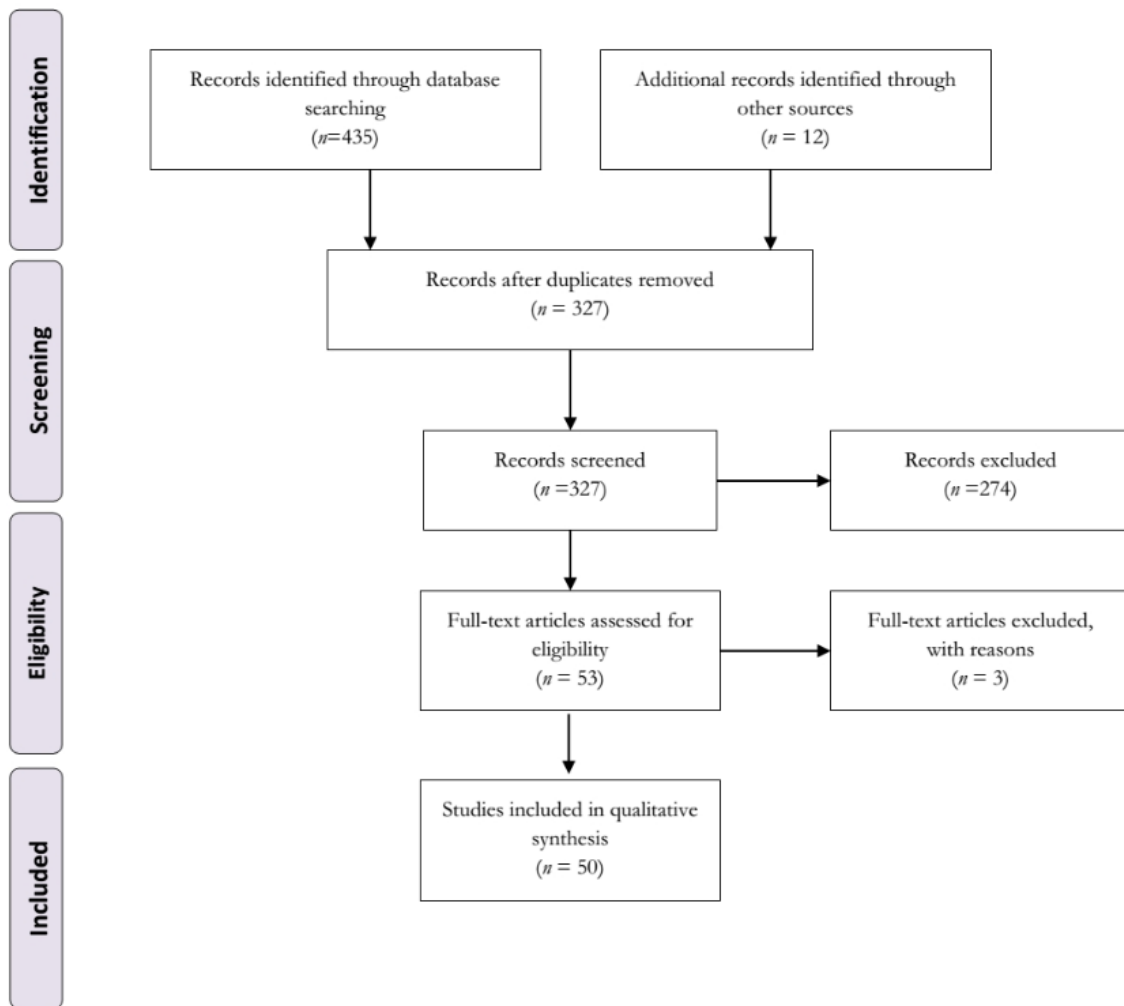 Identification
Records identified through database
searching
(n=435)
Additional records identified through
other sources
(n = 12)
Screening
Records after duplicates removed
(n = 327)
Records screened
(n =327)
Records excluded
(n =274)
Eligibility
Full-text articles assessed for
eligibility
(n = 53)
Full-text articles excluded,
with reasons
(n = 3)
Included
Studies included in qualitative
synthesis
(n = 50)